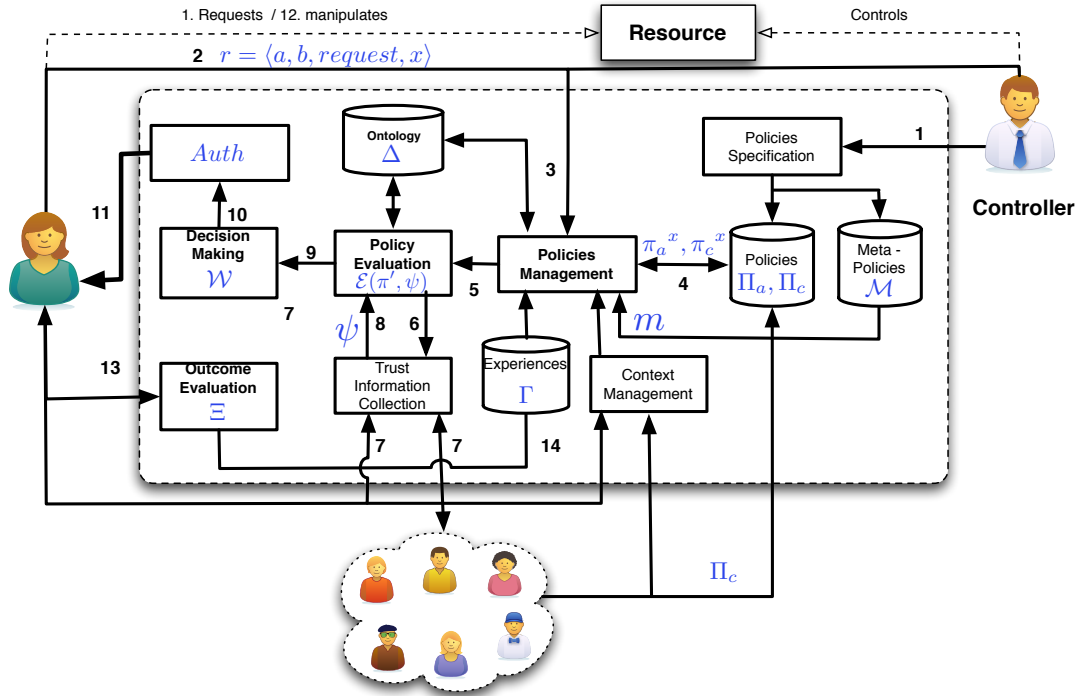 1. Requests / 12. manipulates
Resource
Controls
2 r = ⟨a, b, request, x⟩
Auth
Ontology
Δ
3
Policies
Specification
1
11
10
Controller
Decision
Making
W
9
Policy
Evaluation
ℰ(π′, ψ)
5
Policies
Management
π_a^x, π_c^x
4
Policies
Π_a, Π_c
Meta -
Policies
M
7
ψ
8
6
m
13
Outcome
Evaluation
Ξ
Trust
Information
Collection
Experiences
Γ
Context
Management
7
7
14
Π_c